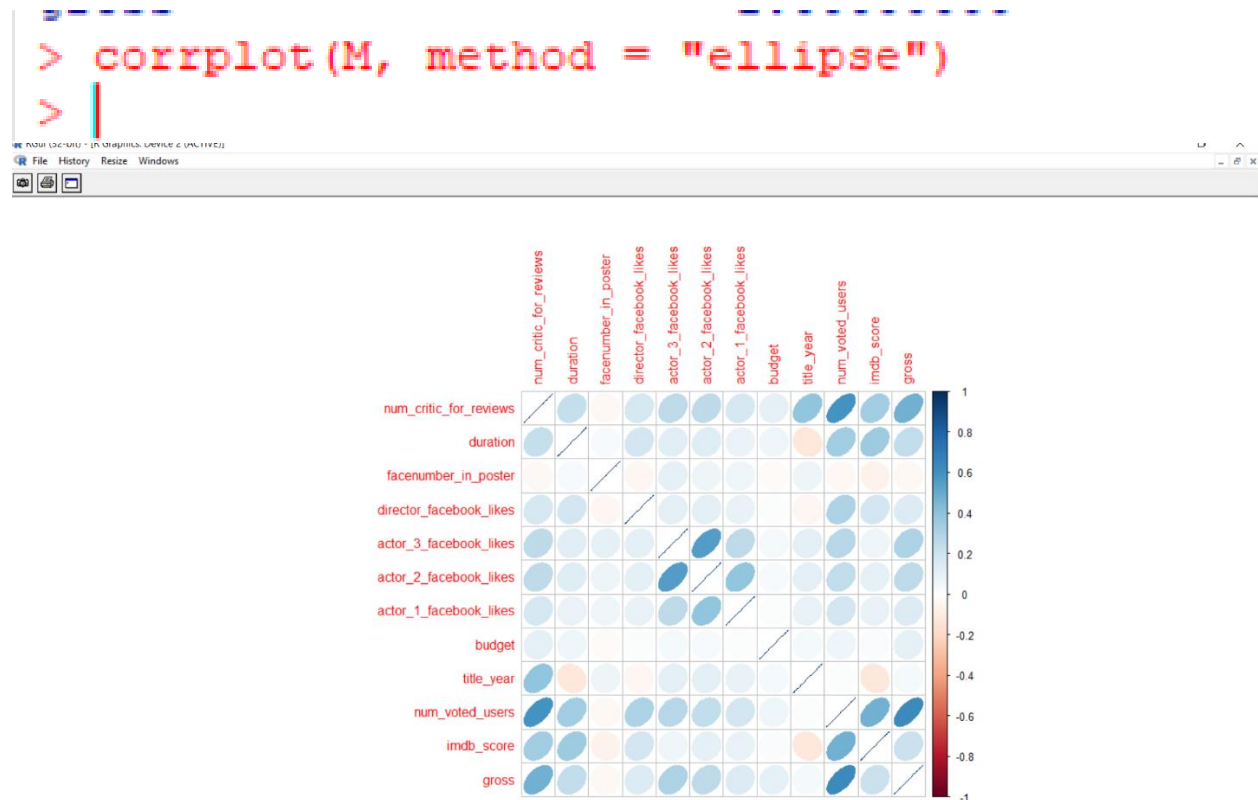 > corrplot(M, method = "ellipse")
>
File History Resize Windows
num_critic_for_reviews
duration
facenumber_in_poster
director_facebook_likes
actor_3_facebook_likes
actor_2_facebook_likes
actor_1_facebook_likes
budget
title_year
num_voted_users
imdb_score
gross
num_critic_for_reviews
duration
facenumber_in_poster
director_facebook_likes
actor_3_facebook_likes
actor_2_facebook_likes
actor_1_facebook_likes
budget
title_year
num_voted_users
imdb_score
gross
1
0.8
0.6
0.4
0.2
0
-0.2
-0.4
-0.6
-0.8
-1